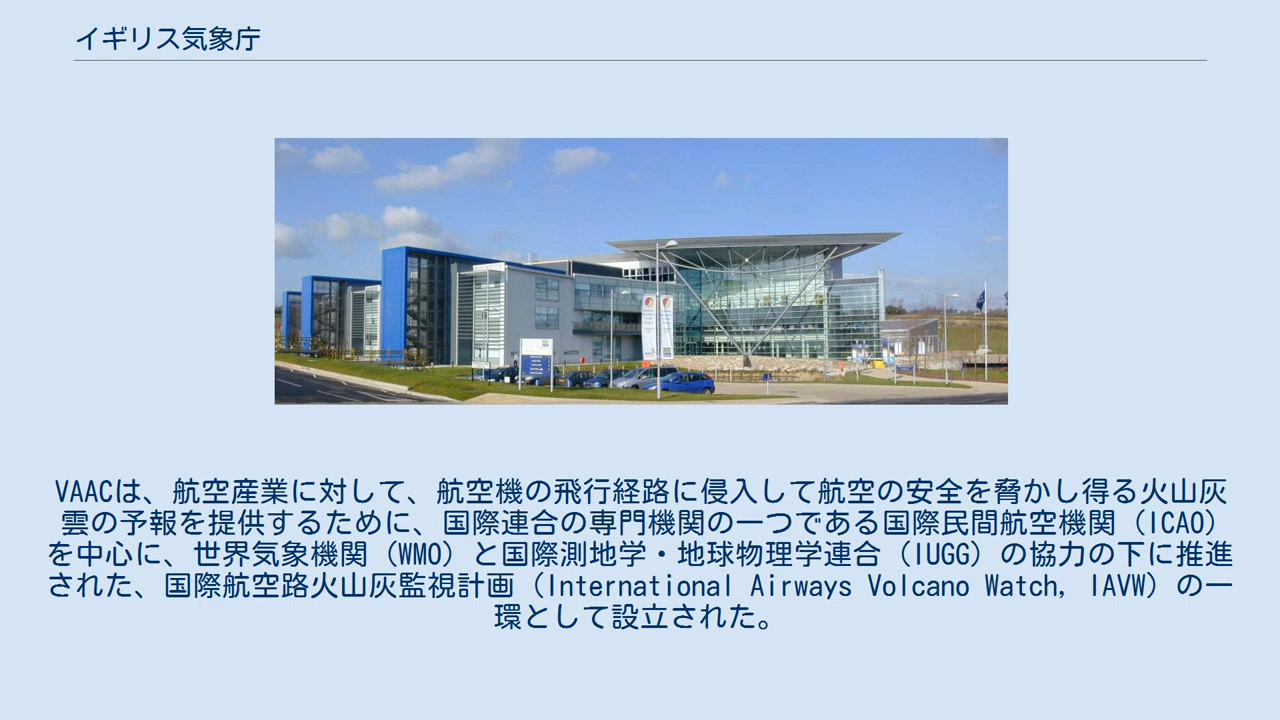 イギリス気象庁
VAACは、航空産業に対して、航空機の飛行経路に侵入して航空の安全を脅かし得る火山灰
雲の予報を提供するために、国際連合の専門機関の一つである国際民間航空機関（ICAO）
を中心に、世界気象機関（WMO）と国際測地学・地球物理学連合（IUGG）の協力の下に推進
された、国際航空路火山灰監視計画（International Airways Volcano Watch, IAVW）の一
環として設立された。